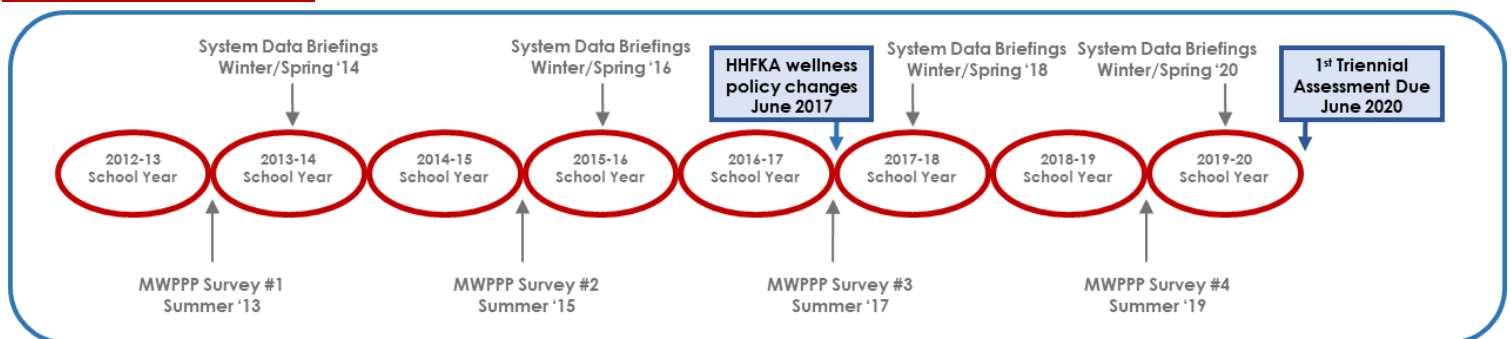 System Data Briefings
Winter/Spring ‘14
System Data Briefings
Winter/Spring ‘16
HHFKA wellness
policy changes
June 2017
System Data Briefings
Winter/Spring ‘18
System Data Briefings
Winter/Spring ‘20
1st Triennial
Assessment Due
June 2020
2012-13
School Year
2013-14
School Year
2014-15
School Year
2015-16
School Year
2016-17
School Year
2017-18
School Year
2018-19
School Year
2019-20
School Year
MWPPP Survey #1
Summer ‘13
MWPPP Survey #2
Summer ‘15
MWPPP Survey #3
Summer ‘17
MWPPP Survey #4
Summer ‘19